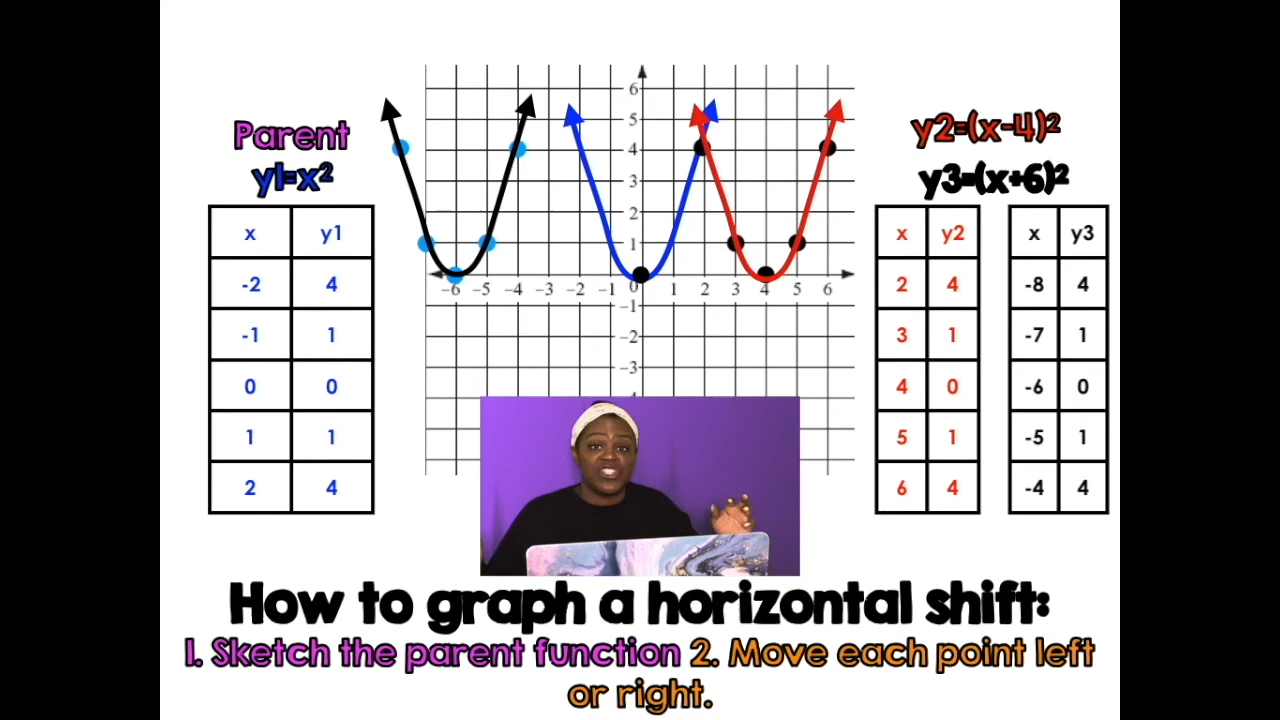 Parent
y1=x²
x y1
-2 4
-1 1
0 0
1 1
2 4
6
5
4
3
2
1
-6 -5 -4 -3 -2 -1 0 1 2 3 4 5 6
-1
-2
-3
y2=(x-4)²
y3=(x+6)²
x y2
2 4
3 1
4 0
5 1
6 4
x y3
-8 4
-7 1
-6 0
-5 1
-4 4
How to graph a horizontal shift:
1. Sketch the parent function 2. Move each point left
or right.